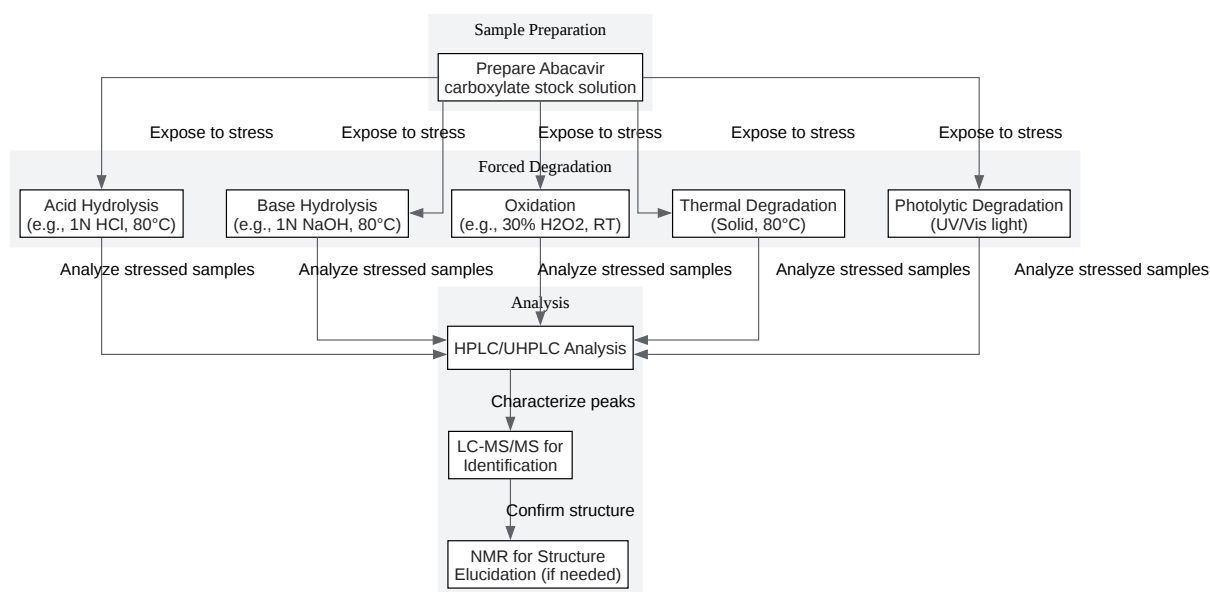 Sample Preparation
Prepare Abacavir
carboxylate stock solution
Expose to stress
Expose to stress
Expose to stress
Expose to stress
Expose to stress
Forced Degradation
Acid Hydrolysis
(e.g., 1N HCl, 80°C)
Base Hydrolysis
(e.g., 1N NaOH, 80°C)
Oxidation
(e.g., 30% H2O2, RT)
Thermal Degradation
(Solid, 80°C)
Photolytic Degradation
(UV/Vis light)
Analyze stressed samples
Analyze stressed samples
Analyze stressed samples
Analyze stressed samples
Analyze stressed samples
Analysis
HPLC/UHPLC Analysis
Characterize peaks
LC-MS/MS for
Identification
Confirm structure
NMR for Structure
Elucidation (if needed)